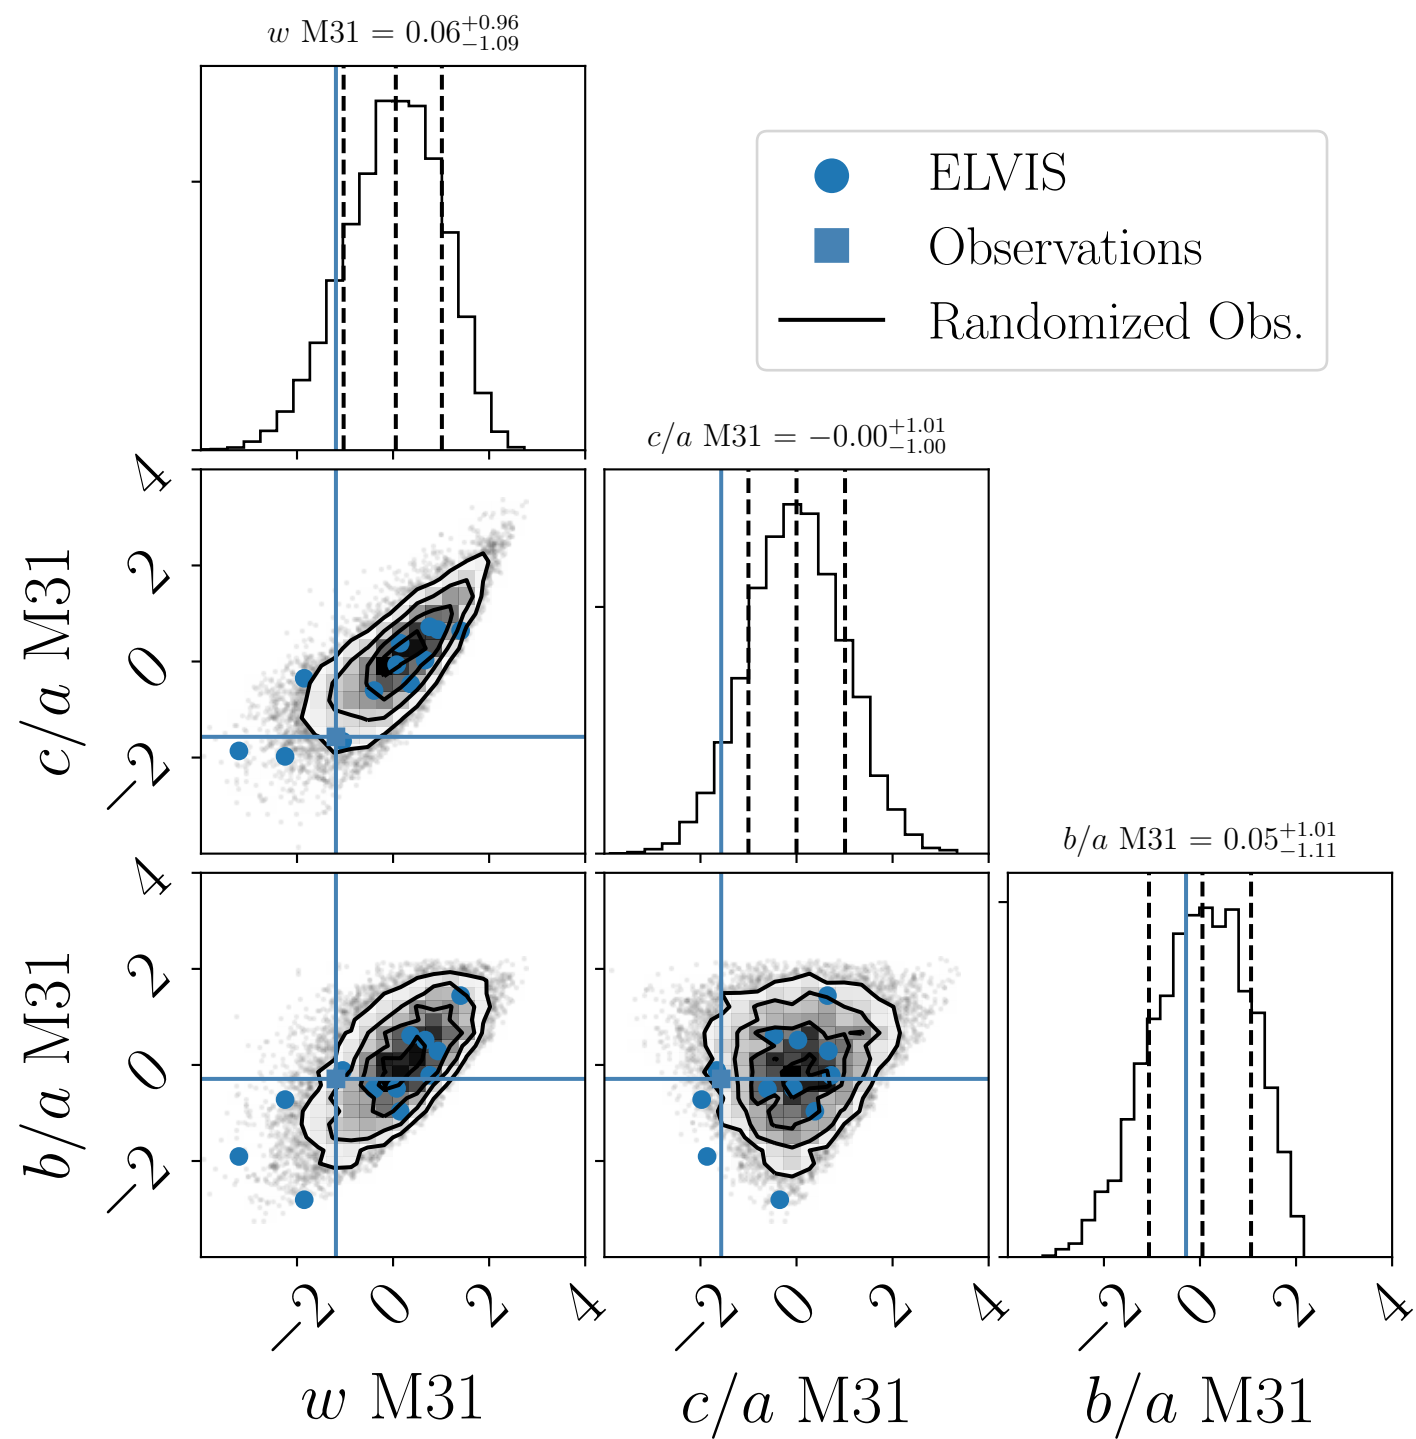 w M31 = 0.06^{+0.96}_{-1.09}
ELVIS
Observations
Randomized Obs.
c/a M31 = −0.00^{+1.01}_{-1.00}
4
2
0
−2
c/a M31
b/a M31 = 0.05^{+1.01}_{-1.11}
4
2
0
−2
b/a M31
−2 0 2 4
−2 0 2 4
−2 0 2 4
w M31
c/a M31
b/a M31